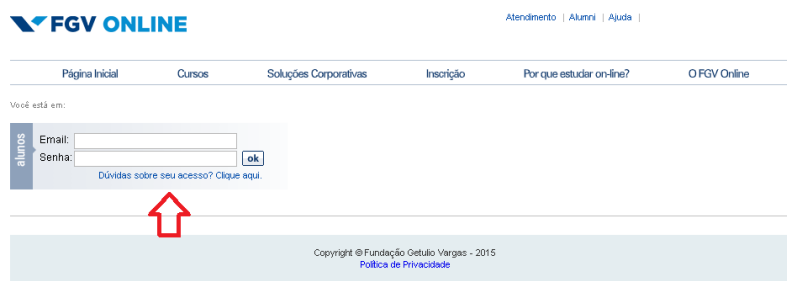 FGV ONLINE
Atendimento | Alumni | Ajuda |
Página Inicial Cursos Soluções Corporativas Inscrição Por que estudar on-line? O FGV Online
Você está em:
alunos
Email:
Senha: ok
Dúvidas sobre seu acesso? Clique aqui.
Copyright © Fundação Getulio Vargas - 2015
Política de Privacidade